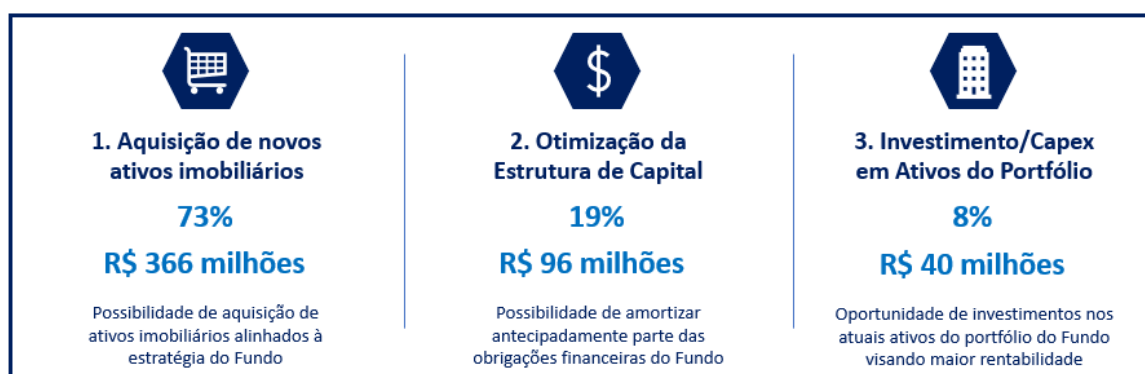 $
1. Aquisição de novos
ativos imobiliários
73%
R$ 366 milhões
Possibilidade de aquisição de
ativos imobiliários alinhados à
estratégia do Fundo
2. Otimização da
Estrutura de Capital
19%
R$ 96 milhões
Possibilidade de amortizar
antecipadamente parte das
obrigações financeiras do Fundo
3. Investimento/Capex
em Ativos do Portfólio
8%
R$ 40 milhões
Oportunidade de investimentos nos
atuais ativos do portfólio do Fundo
visando maior rentabilidade